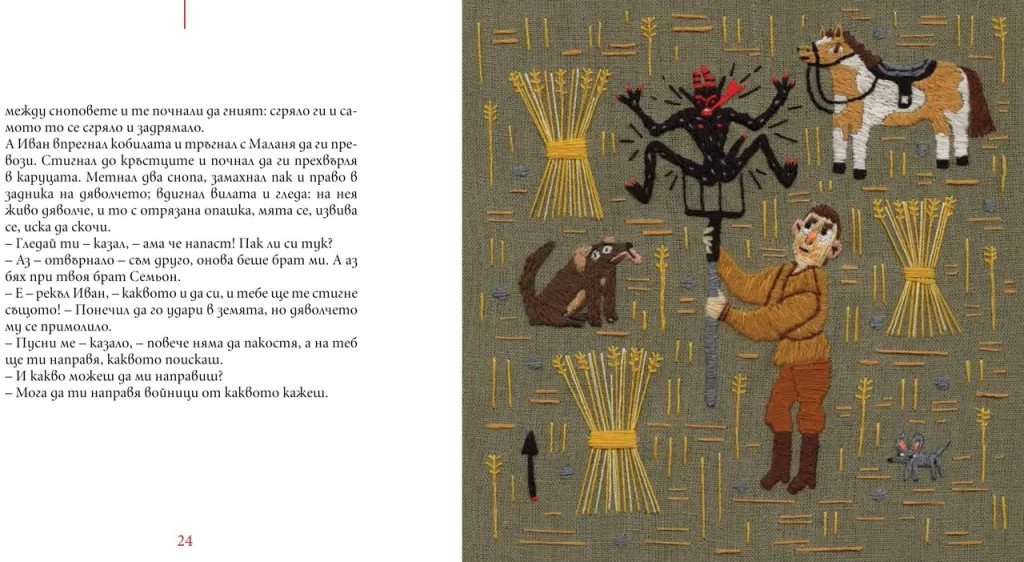 между сноповете и те почнали да гният: сгряло ги и са-
мото то се сгряло и задрямало.
А Иван впрегнал кобилата и тръгнал с Маланя да ги пре-
вози. Стигнал до кръстците и почнал да ги прехвърля
в каруцата. Метнал два снопа, замахнал пак и право в
задника на дяволчето; вдигнал вилата и гледа: на нея
живо дяволче, и то с отрязана опашка, мята се, извива
се, иска да скочи.
– Гледай ти – казал, – ама че напаст! Пак ли си тук?
– Аз – отвърнало – съм друго, онова беше брат ми. А аз
бях при твоя брат Семьон.
– Е – рекъл Иван, – каквото и да си, и тебе ще те стигне
същото! – Понечил да го удари в земята, но дяволчето
му се примолило.
– Пусни ме – казало, – повече няма да пакостя, а на теб
ще ти направя, каквото поискаш.
– И какво можеш да ми направиш?
– Мога да ти направя войници от каквото кажеш.
24